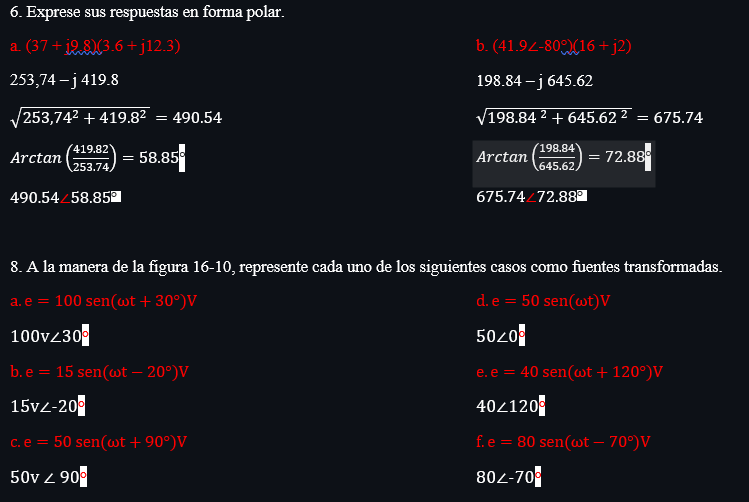 6. Exprese sus respuestas en forma polar.
a. (37 + j9.8)(3.6 + j12.3)
b. (41.9∠-80°)(16 + j2)
253,74 – j 419.8
198.84 – j 645.62
√253,74² + 419.8² = 490.54
√198.84 ² + 645.62 ² = 675.74
Arctan (419.82/253.74) = 58.85°
Arctan (198.84/645.62) = 72.88°
490.54∠58.85°
675.74∠72.88°
8. A la manera de la figura 16-10, represente cada uno de los siguientes casos como fuentes transformadas.
a. e = 100 sen(ωt + 30°)V
d. e = 50 sen(ωt)V
100v∠30°
50∠0°
b. e = 15 sen(ωt − 20°)V
e. e = 40 sen(ωt + 120°)V
15v∠-20°
40∠120°
c. e = 50 sen(ωt + 90°)V
f. e = 80 sen(ωt − 70°)V
50v ∠ 90°
80∠-70°